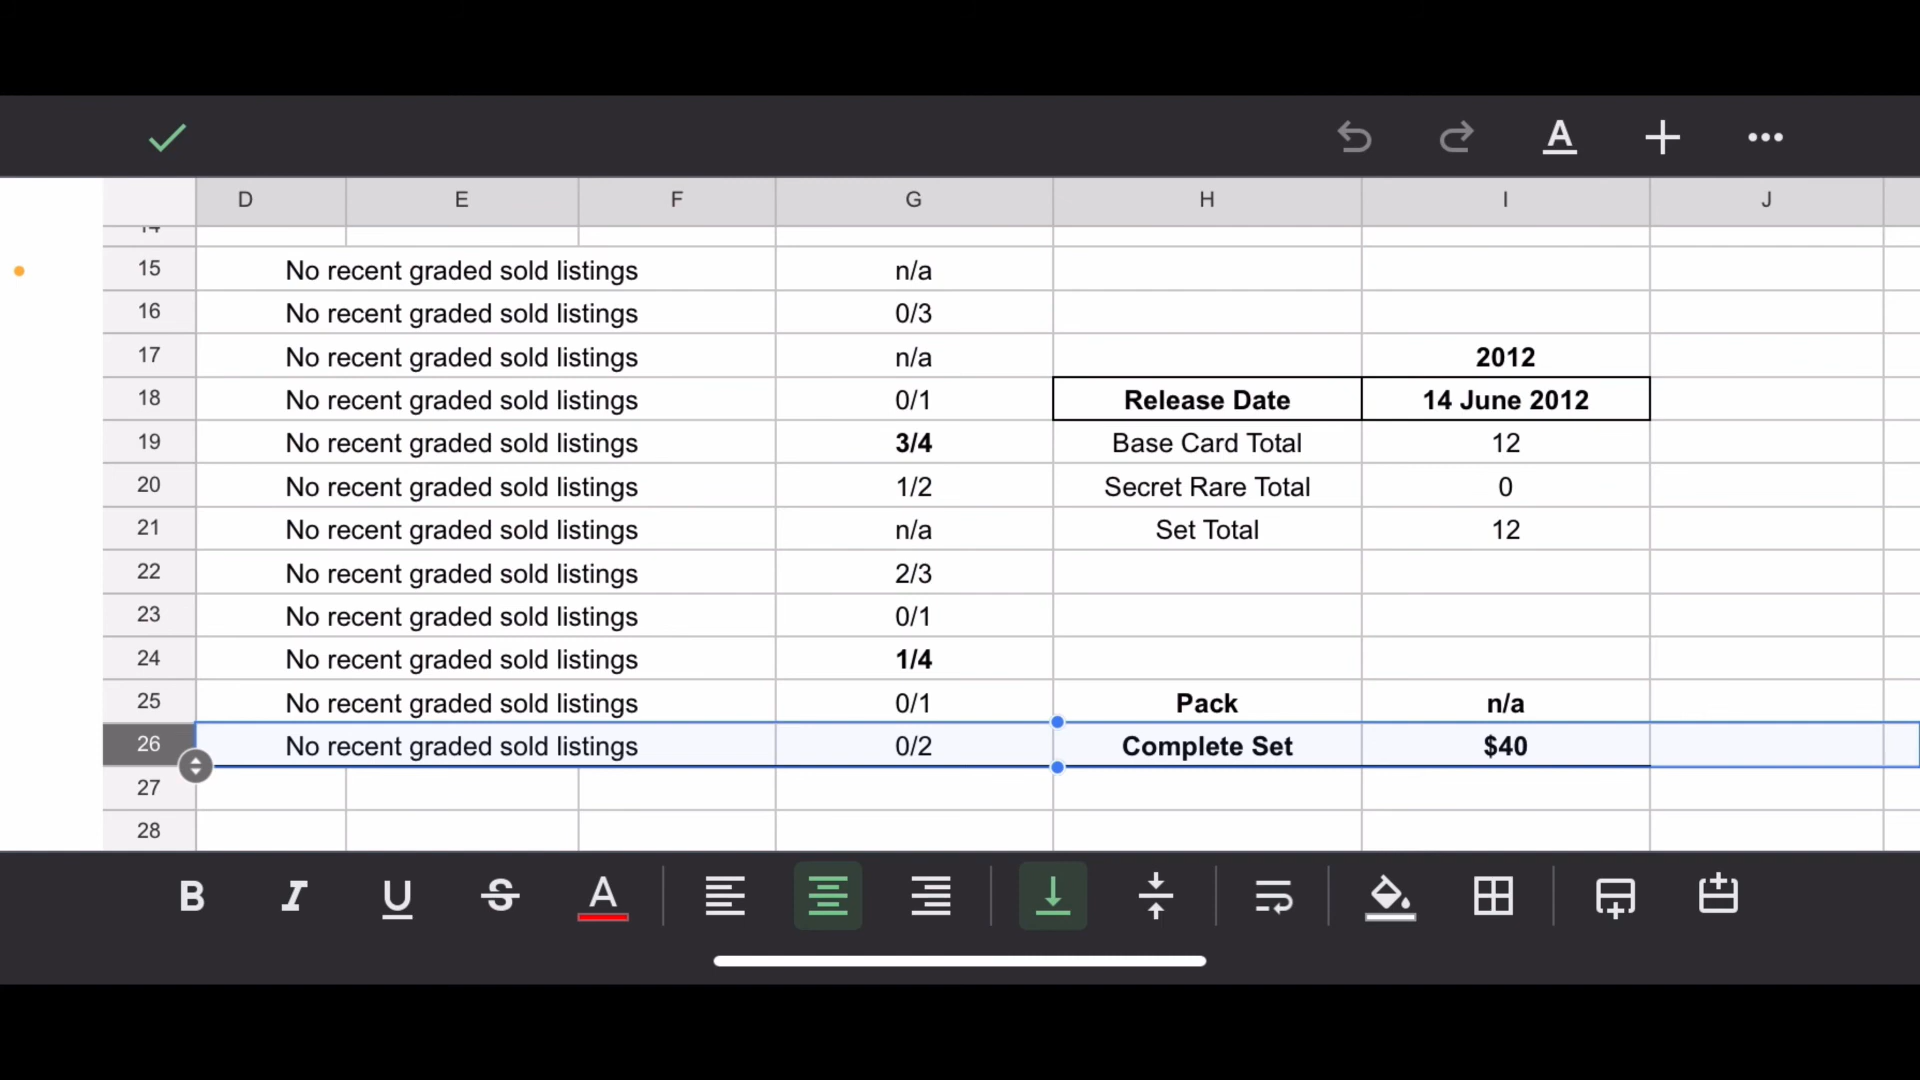 D E F G H I J
14
15 No recent graded sold listings n/a
16 No recent graded sold listings 0/3
17 No recent graded sold listings n/a 2012
18 No recent graded sold listings 0/1 Release Date 14 June 2012
19 No recent graded sold listings 3/4 Base Card Total 12
20 No recent graded sold listings 1/2 Secret Rare Total 0
21 No recent graded sold listings n/a Set Total 12
22 No recent graded sold listings 2/3
23 No recent graded sold listings 0/1
24 No recent graded sold listings 1/4
25 No recent graded sold listings 0/1 Pack n/a
26 No recent graded sold listings 0/2 Complete Set $40
27
28
B I U S A